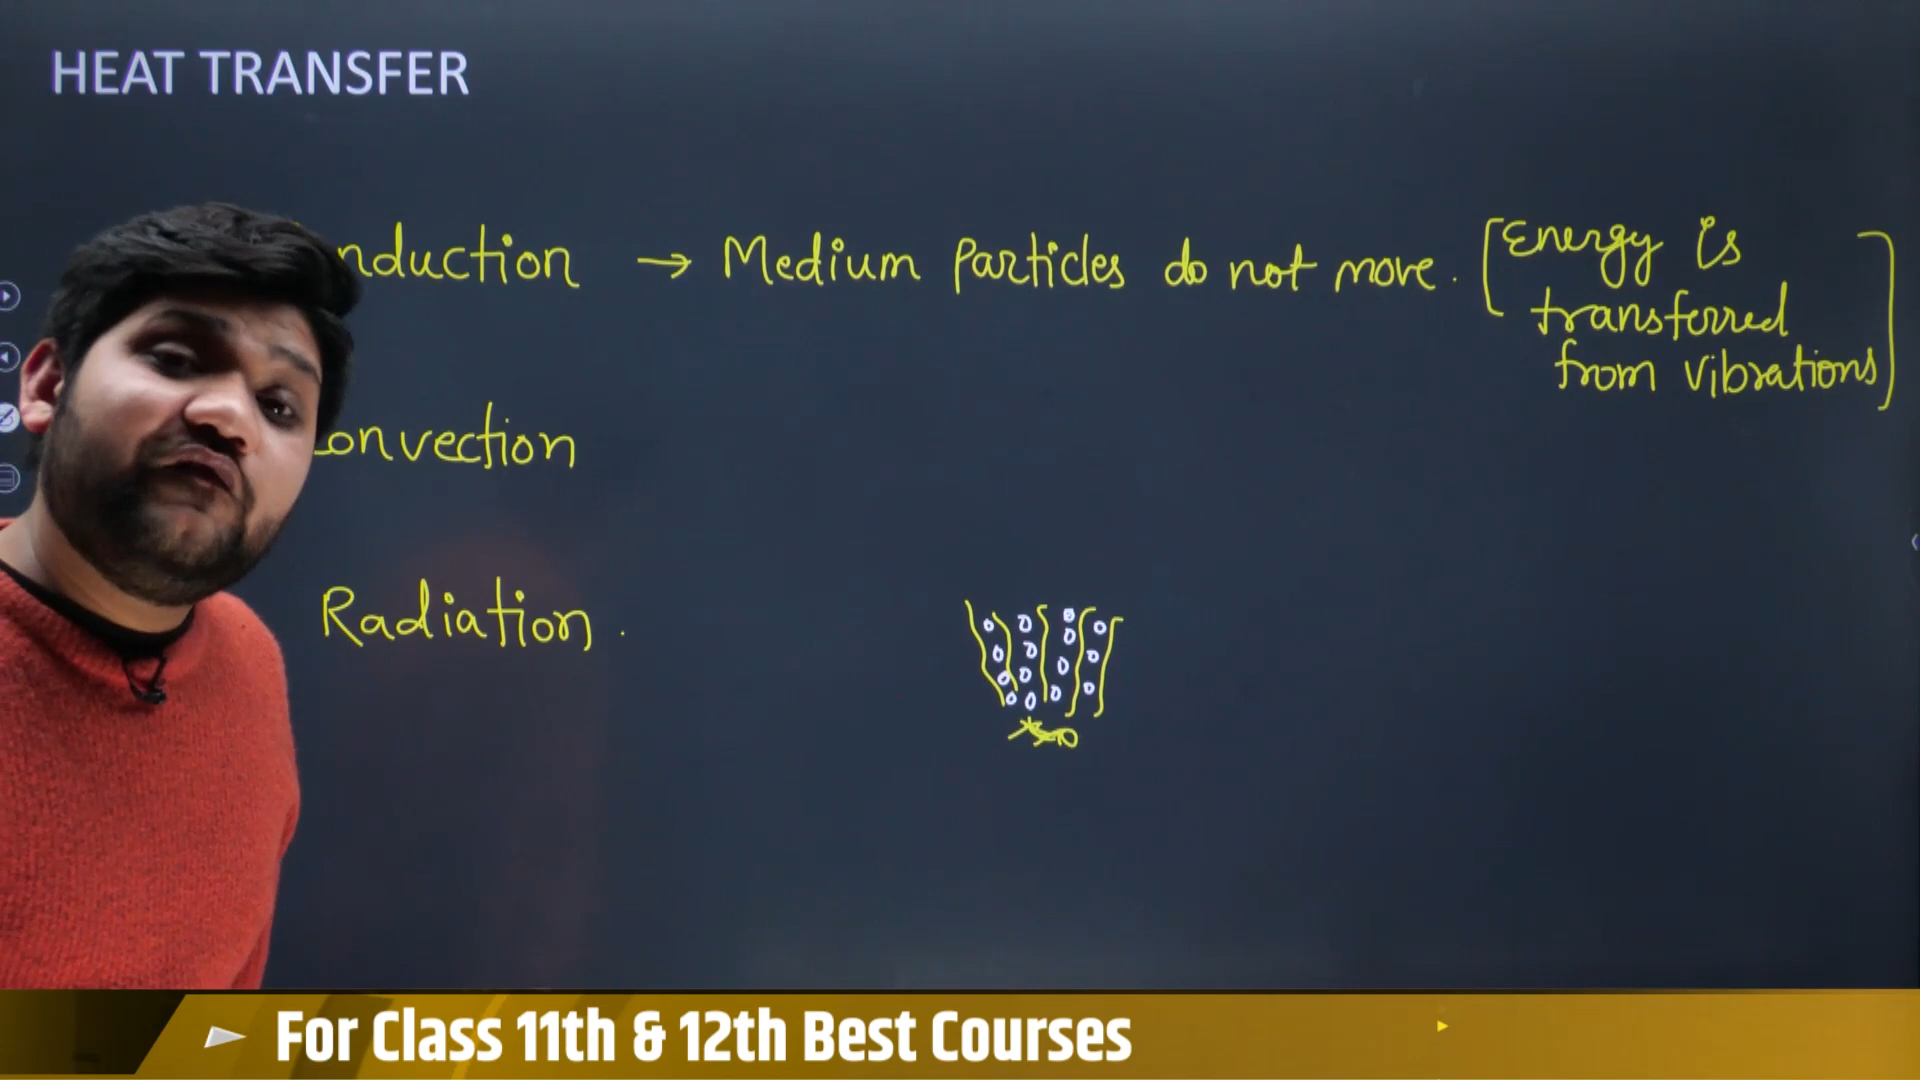 HEAT TRANSFER
nduction → Medium Particles do not move. [Energy is
transferred
from Vibrations]
onvection
Radiation.
For Class 11th & 12th Best Courses